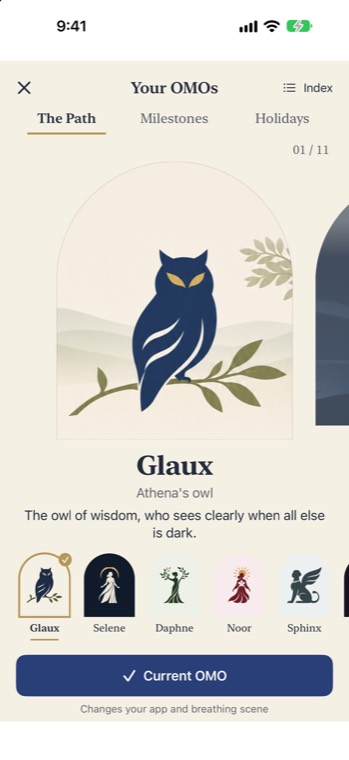 9:41
Your OMOs
Index
The Path
Milestones
Holidays
01 / 11
Glaux
Athena's owl
The owl of wisdom, who sees clearly when all else
is dark.
Glaux
Selene
Daphne
Noor
Sphinx
Current OMO
Changes your app and breathing scene